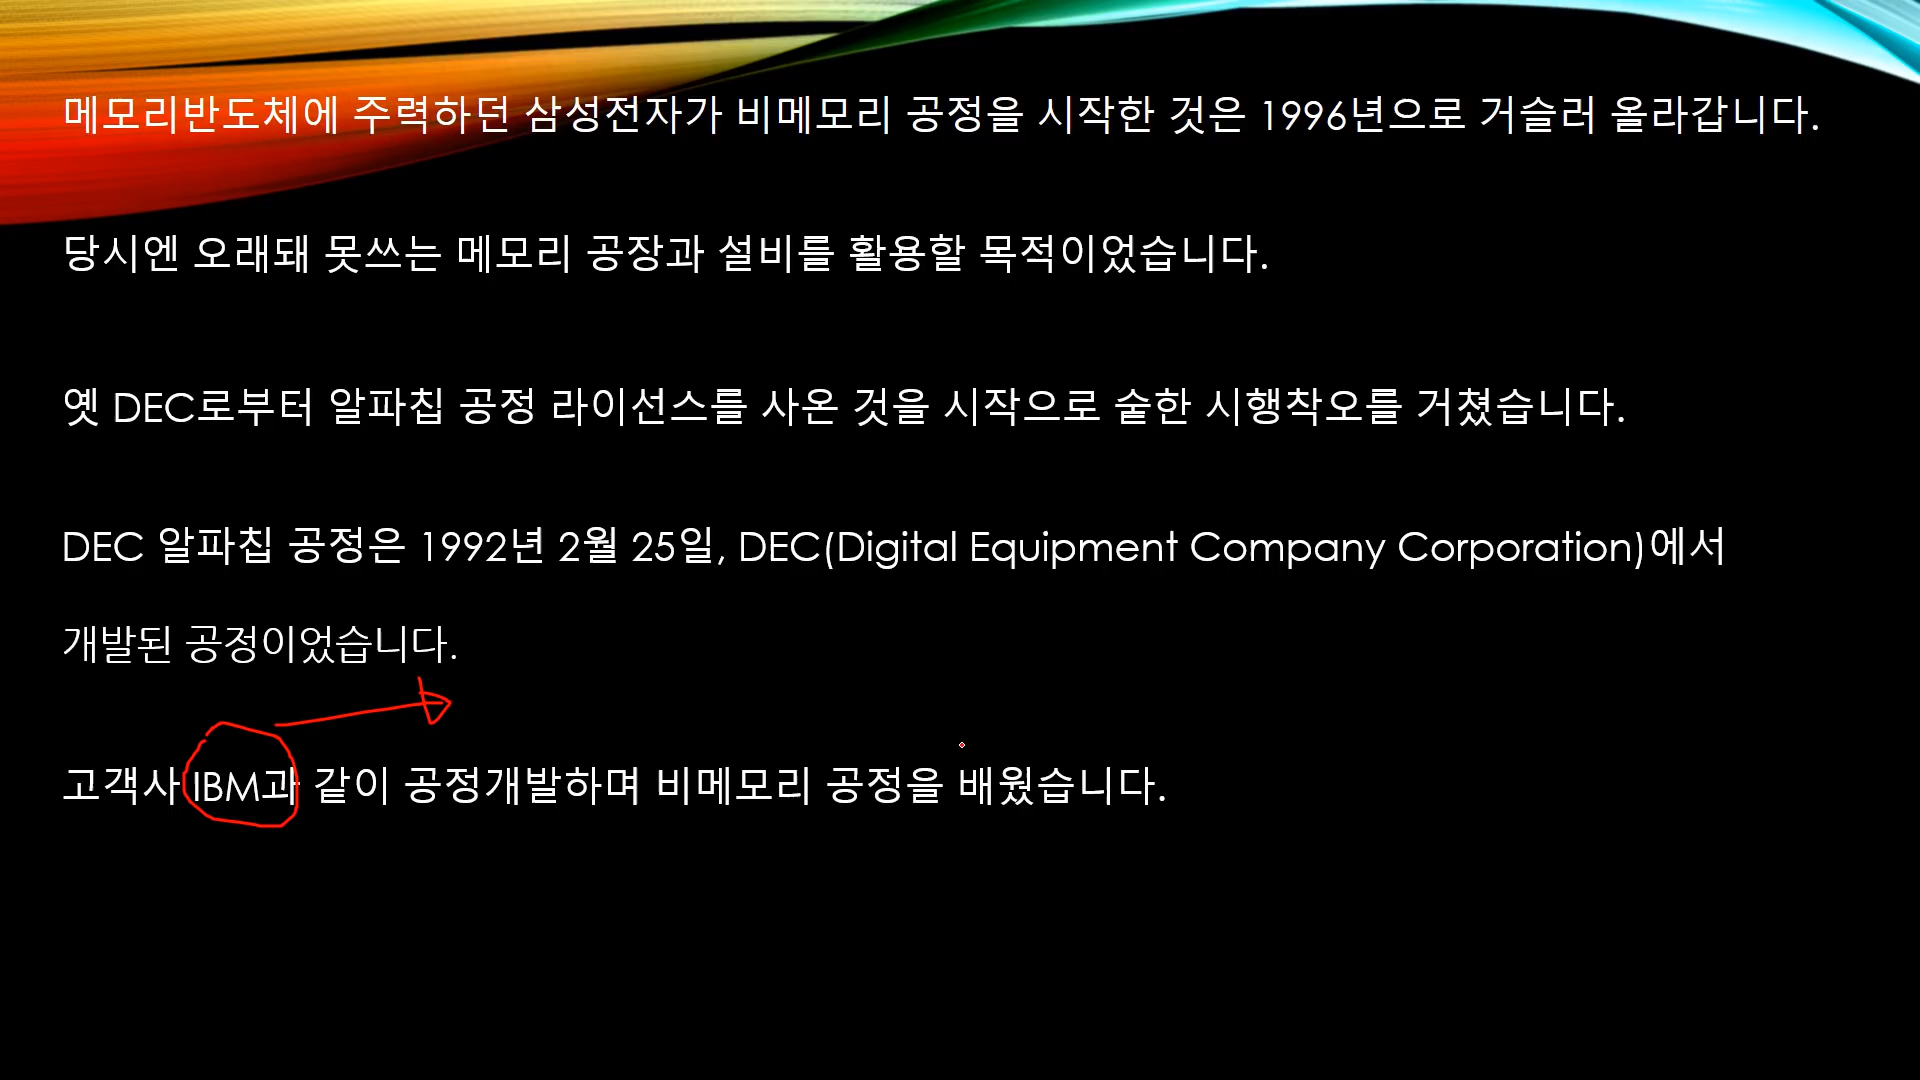 메모리반도체에 주력하던 삼성전자가 비메모리 공정을 시작한 것은 1996년으로 거슬러 올라갑니다.
당시엔 오래돼 못쓰는 메모리 공장과 설비를 활용할 목적이었습니다.
옛 DEC로부터 알파칩 공정 라이선스를 사온 것을 시작으로 숱한 시행착오를 거쳤습니다.
DEC 알파칩 공정은 1992년 2월 25일, DEC(Digital Equipment Company Corporation)에서
개발된 공정이었습니다.
고객사 IBM과 같이 공정개발하며 비메모리 공정을 배웠습니다.